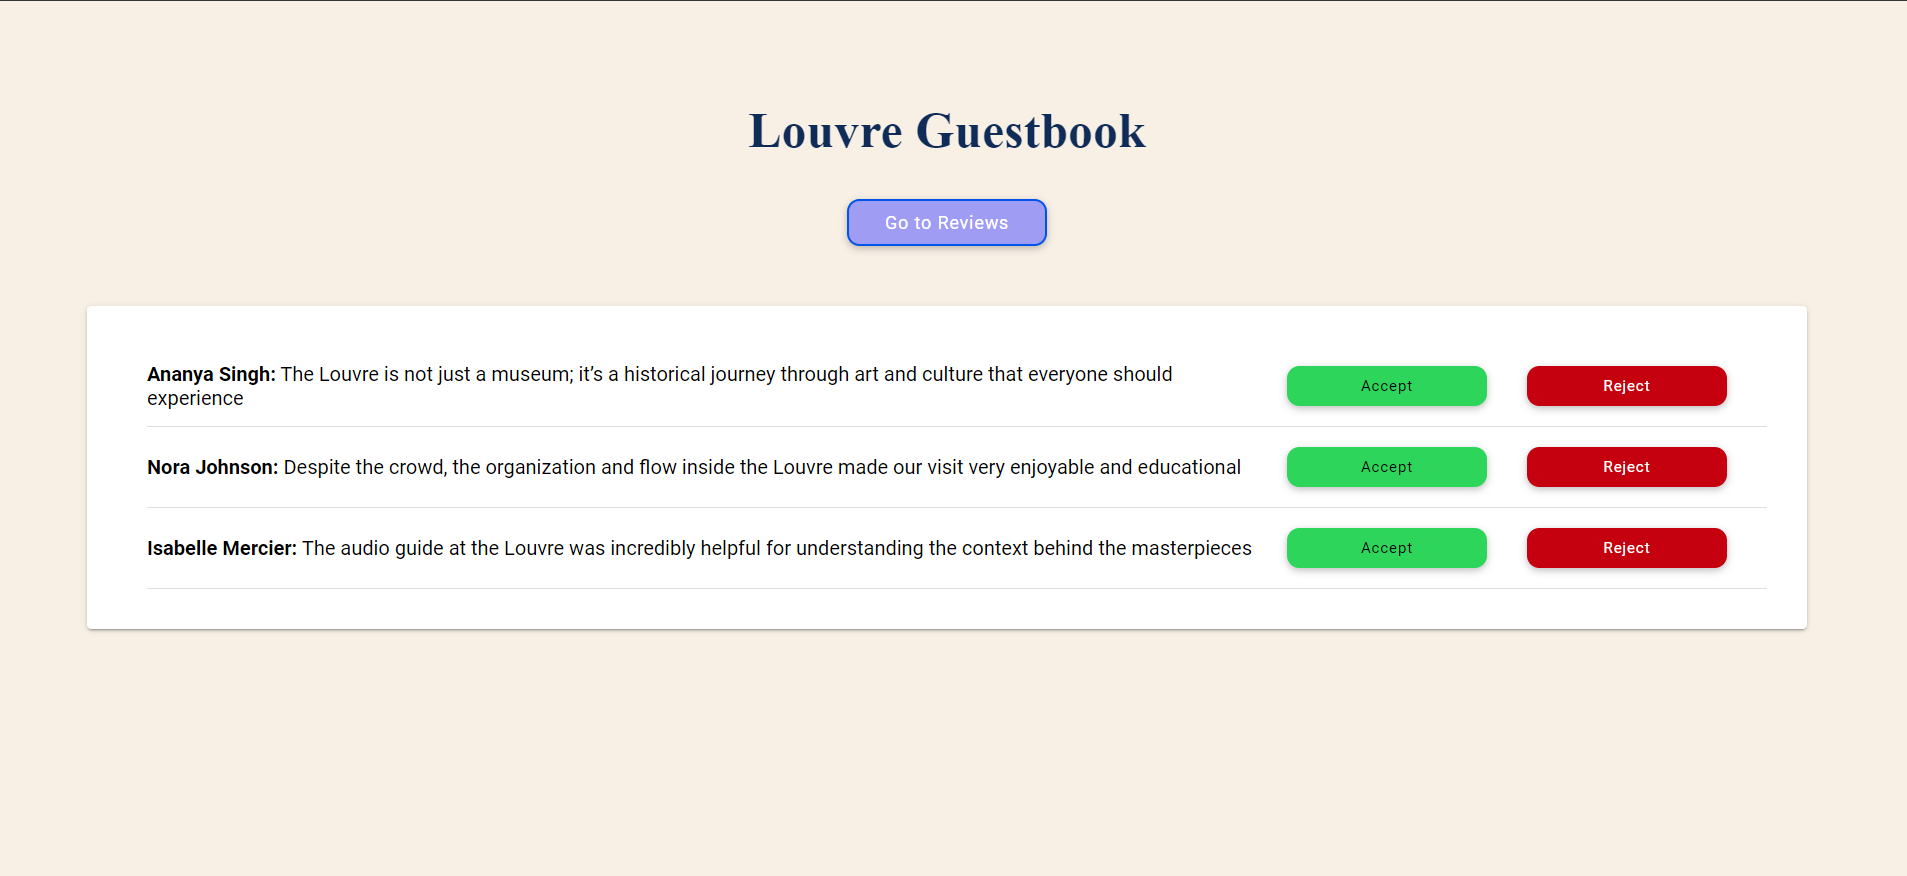 Louvre Guestbook
Go to Reviews
Ananya Singh: The Louvre is not just a museum; it’s a historical journey through art and culture that everyone should
experience
Accept
Reject
Nora Johnson: Despite the crowd, the organization and flow inside the Louvre made our visit very enjoyable and educational
Accept
Reject
Isabelle Mercier: The audio guide at the Louvre was incredibly helpful for understanding the context behind the masterpieces
Accept
Reject